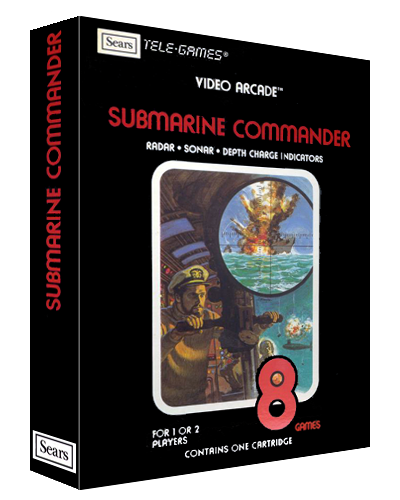 Sears TELE-GAMES®
VIDEO ARCADE™
SUBMARINE COMMANDER
RADAR • SONAR • DEPTH CHARGE INDICATORS
8
GAMES
FOR 1 OR 2
PLAYERS
CONTAINS ONE CARTRIDGE
SUBMARINE COMMANDER
Sears